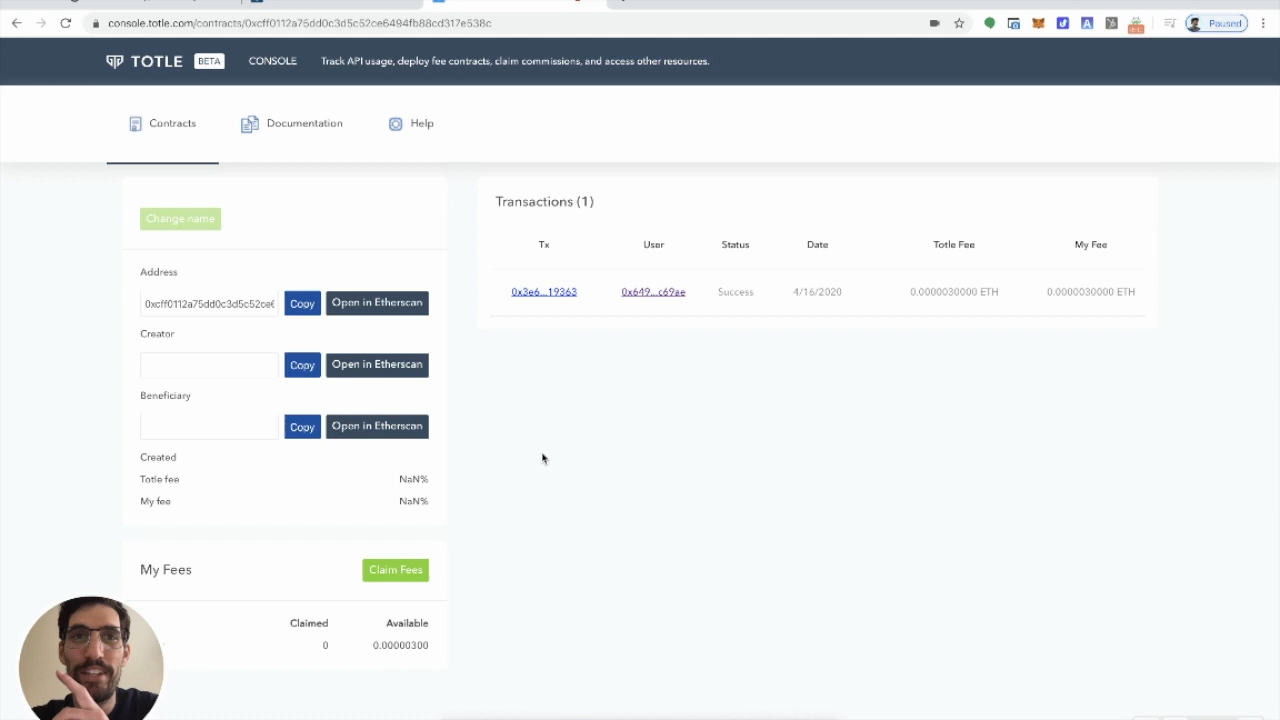 console.totle.com/contracts/0xcff0112a75dd0c3d5c52ce6494fb88cd317e538c
Paused
TOTLE BETA CONSOLE Track API usage, deploy fee contracts, claim commissions, and access other resources.
Contracts Documentation Help
Change name
Address
0xcff0112a75dd0c3d5c52ce6 Copy Open in Etherscan
Creator
Copy Open in Etherscan
Beneficiary
Copy Open in Etherscan
Created
Totle fee NaN%
My fee NaN%
My Fees Claim Fees
Claimed Available
0 0.00000300
Transactions (1)
Tx User Status Date Totle Fee My Fee
0x3e6...19363 0x649...c69ae Success 4/16/2020 0.0000030000 ETH 0.0000030000 ETH